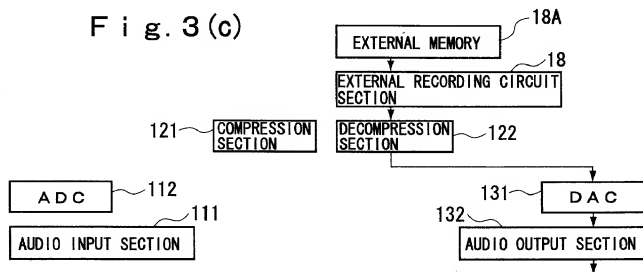 Fig. 3(c)
18A
EXTERNAL MEMORY
18
EXTERNAL RECORDING CIRCUIT
SECTION
121
COMPRESSION
SECTION
DECOMPRESSION
SECTION
122
ADC
112
131
DAC
111
AUDIO INPUT SECTION
132
AUDIO OUTPUT SECTION